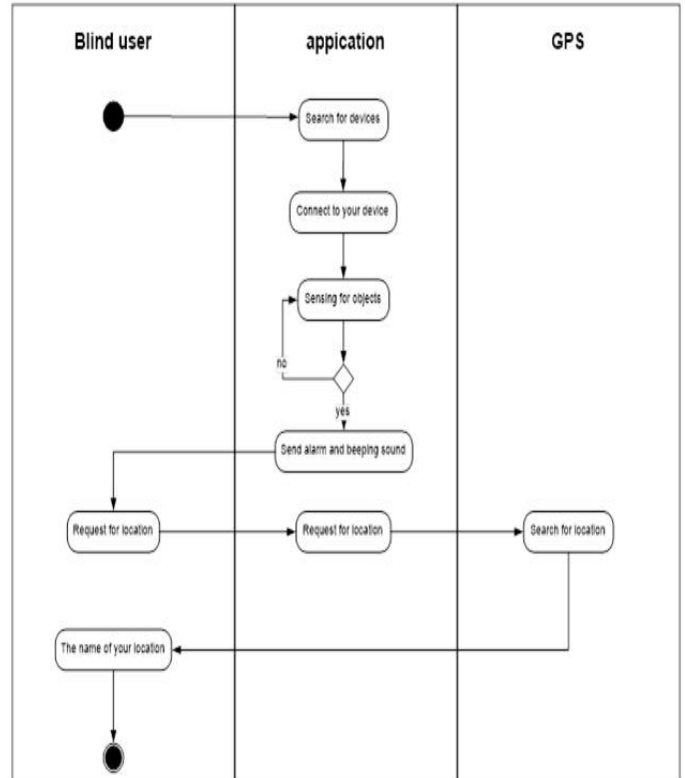 Blind user
appication
GPS
Search for devices
Connect to your device
Sensing for objects
no
yes
Send alarm and beeping sound
Request for location
Request for location
Search for location
The name of your location